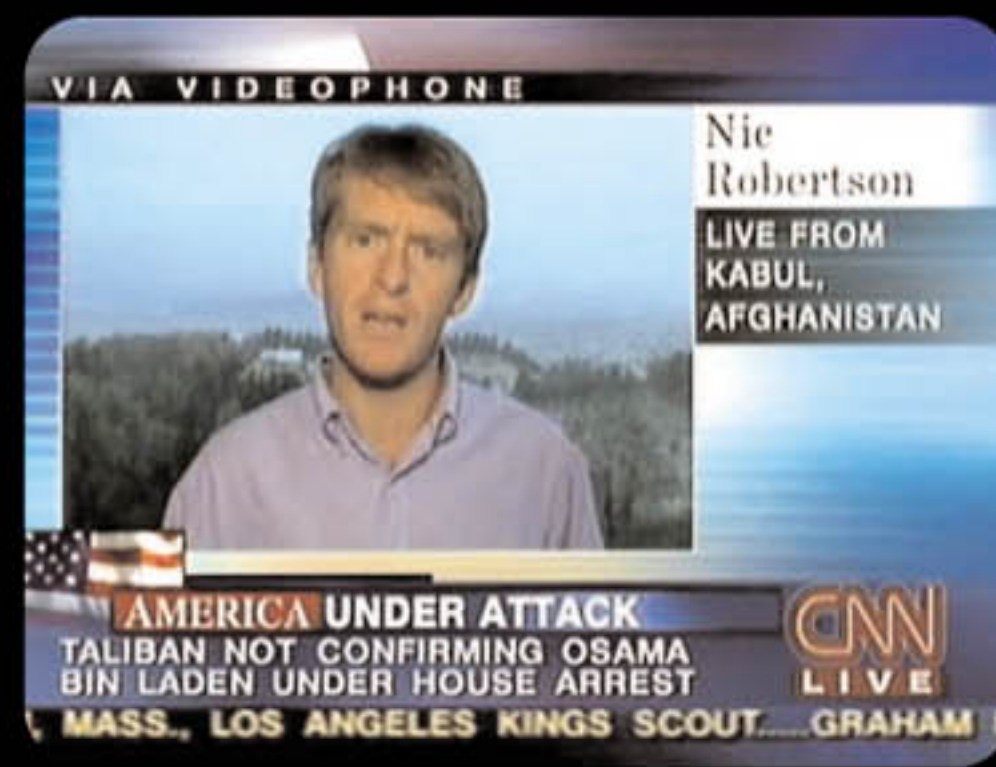 VIA VIDEOPHONE
Nic
Robertson
LIVE FROM
KABUL,
AFGHANISTAN
AMERICA UNDER ATTACK
TALIBAN NOT CONFIRMING OSAMA
BIN LADEN UNDER HOUSE ARREST
CNN
LIVE
, MASS., LOS ANGELES KINGS SCOUT.....GRAHAM